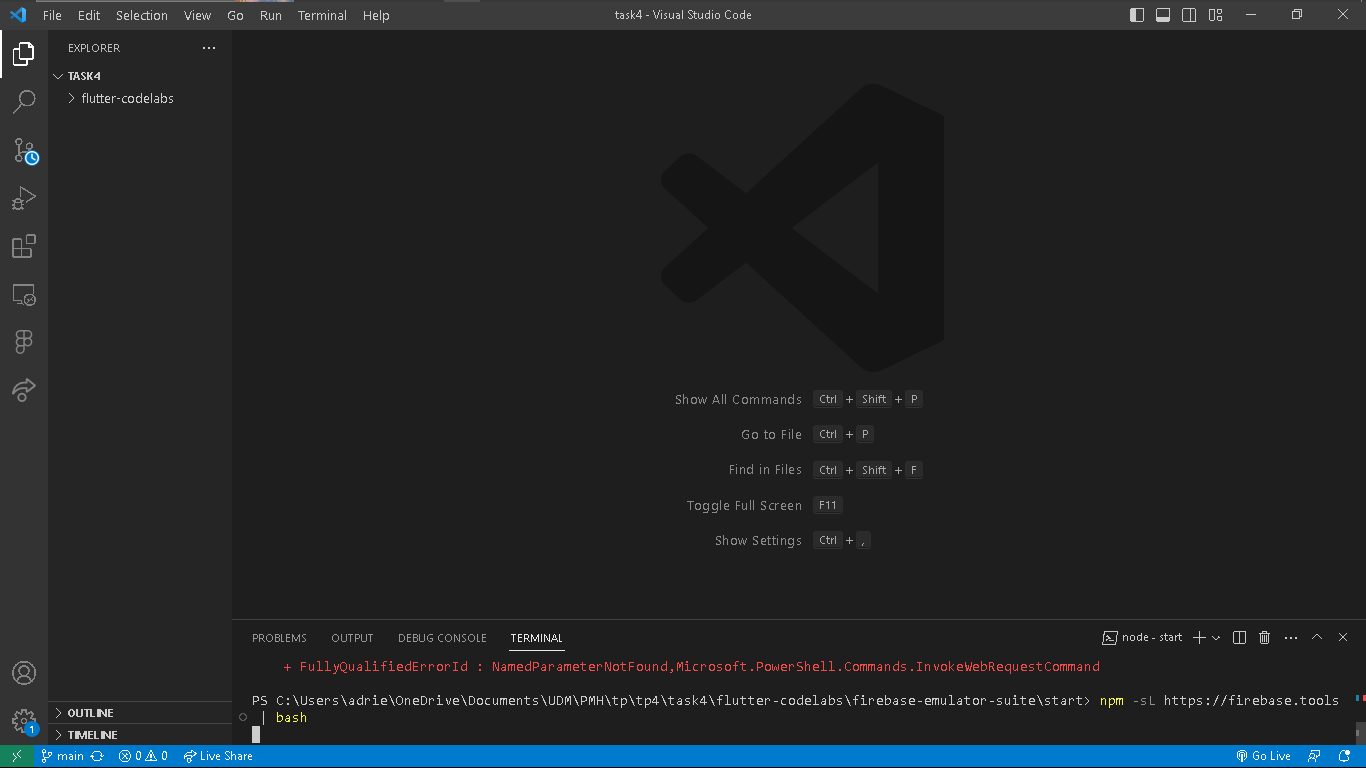 File Edit Selection View Go Run Terminal Help
task4 - Visual Studio Code
EXPLORER
TASK4
flutter-codelabs
Show All Commands Ctrl + Shift + P
Go to File Ctrl + P
Find in Files Ctrl + Shift + F
Toggle Full Screen F11
Show Settings Ctrl + ,
PROBLEMS OUTPUT DEBUG CONSOLE TERMINAL
node - start
+ FullyQualifiedErrorId : NamedParameterNotFound,Microsoft.PowerShell.Commands.InvokeWebRequestCommand
PS C:\Users\adrie\OneDrive\Documents\UDM\PMH\tp\tp4\task4\flutter-codelabs\firebase-emulator-suite\start> npm -sL https://firebase.tools
| bash
OUTLINE
TIMELINE
1
main 0 0 Live Share
Go Live